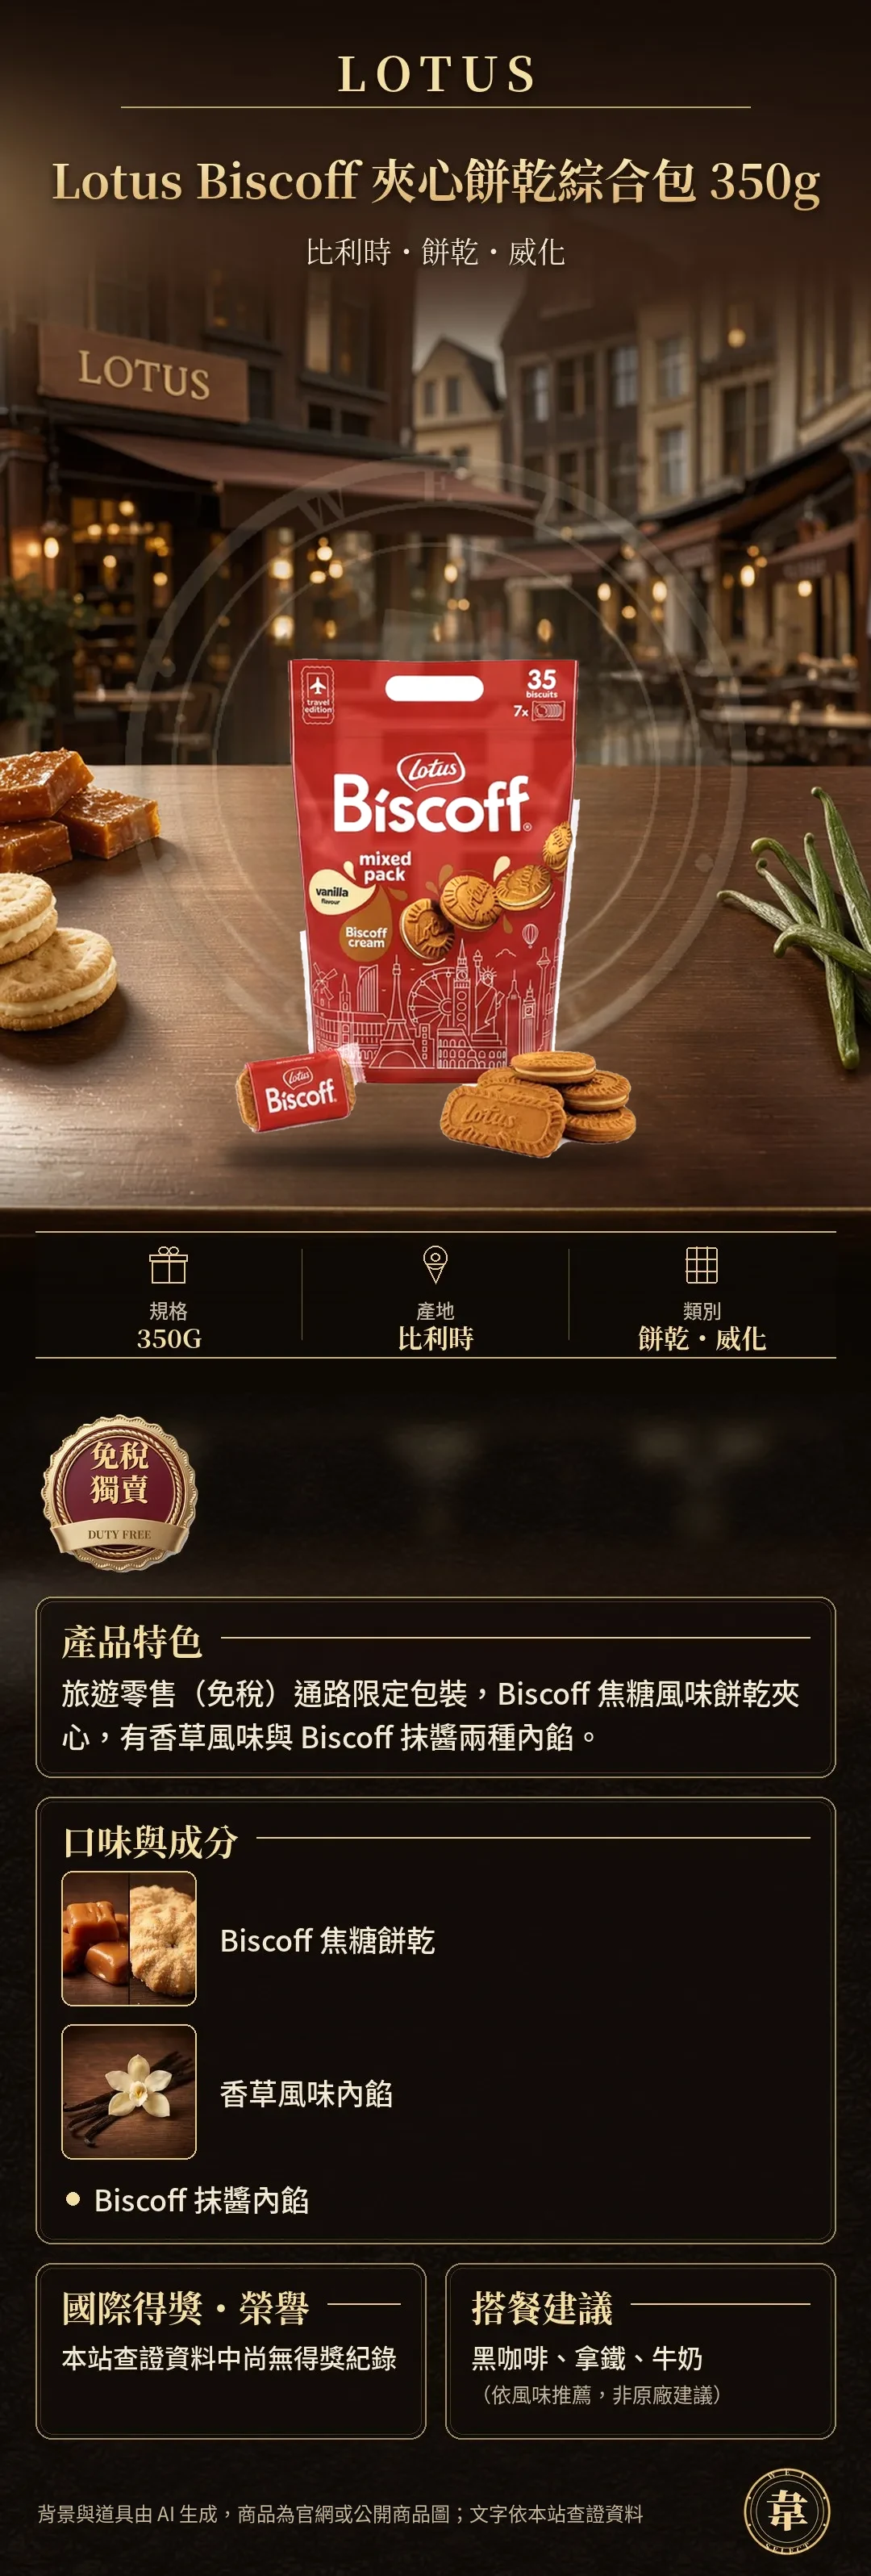 LOTUS
Lotus Biscoff 夾心餅乾綜合包 350g
比利時・餅乾・威化
LOTUS
W E
travel
edition
35
biscuits
7x
Lotus
Biscoff
mixed
pack
vanilla
flavour
Biscoff
cream
Lotus
Biscoff
Lotus
規格
350G
產地
比利時
類別
餅乾・威化
免稅
獨賣
DUTY FREE
產品特色
旅遊零售（免稅）通路限定包裝，Biscoff 焦糖風味餅乾夾
心，有香草風味與 Biscoff 抹醬兩種內餡。
口味與成分
Biscoff 焦糖餅乾
香草風味內餡
Biscoff 抹醬內餡
國際得獎・榮譽
本站查證資料中尚無得獎紀錄
搭餐建議
黑咖啡、拿鐵、牛奶
（依風味推薦，非原廠建議）
背景與道具由 AI 生成，商品為官網或公開商品圖；文字依本站查證資料
WEI
韋
SELECT